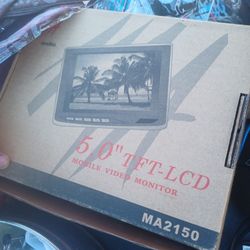 5.0" TFT-LCD
MOBILE VIDEO MONITOR
MA2150